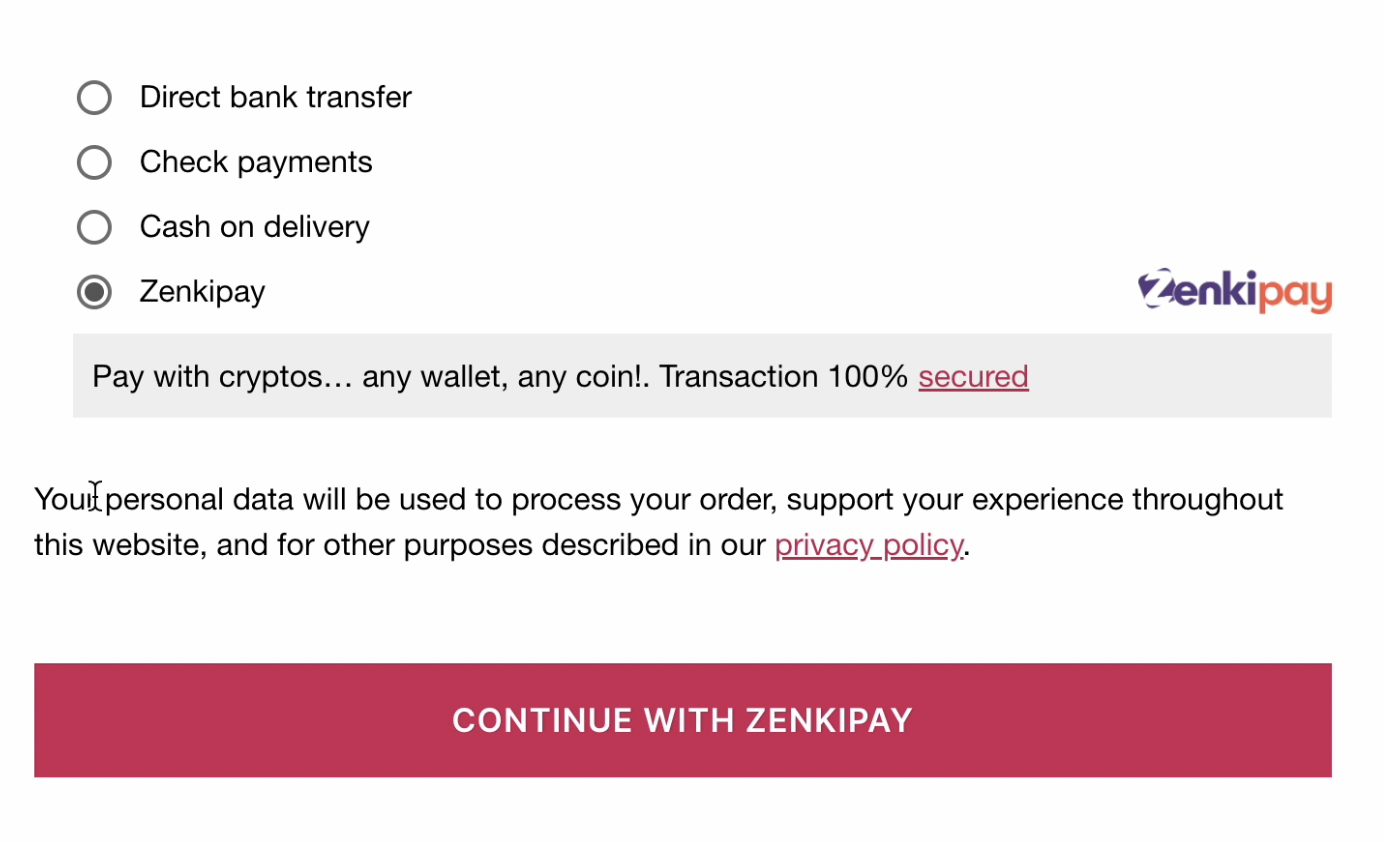 Direct bank transfer
Check payments
Cash on delivery
Zenkipay
Zenkipay
Pay with cryptos… any wallet, any coin!. Transaction 100% secured
Your personal data will be used to process your order, support your experience throughout
this website, and for other purposes described in our privacy policy.
CONTINUE WITH ZENKIPAY